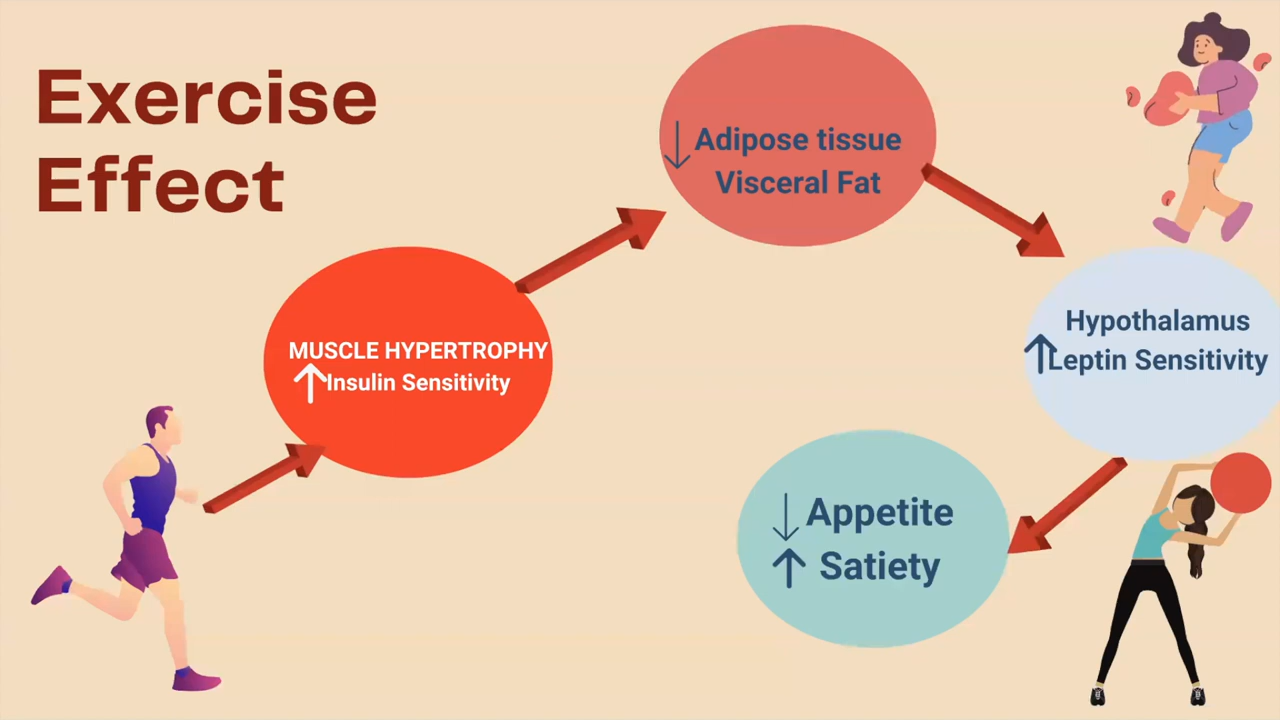 Exercise
Effect
MUSCLE HYPERTROPHY
↑Insulin Sensitivity
↓ Adipose tissue
Visceral Fat
Hypothalamus
↑Leptin Sensitivity
↓ Appetite
↑ Satiety